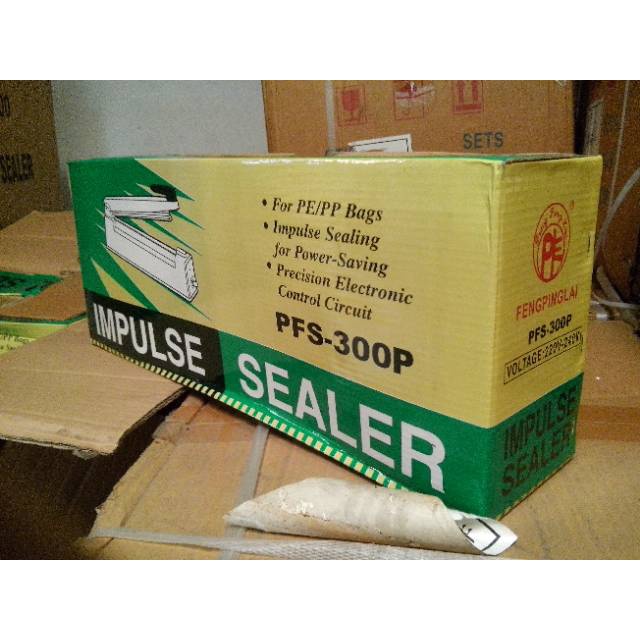 SEALER
SETS
• For PE/PP Bags
• Impulse Sealing
for Power-Saving
• Precision Electronic
Control Circuit
PFS-300P
IMPULSE SEALER
FENGPINGLAI
PFS-300P
VOLTAGE:220V-240V
IMPULSE
SEALER